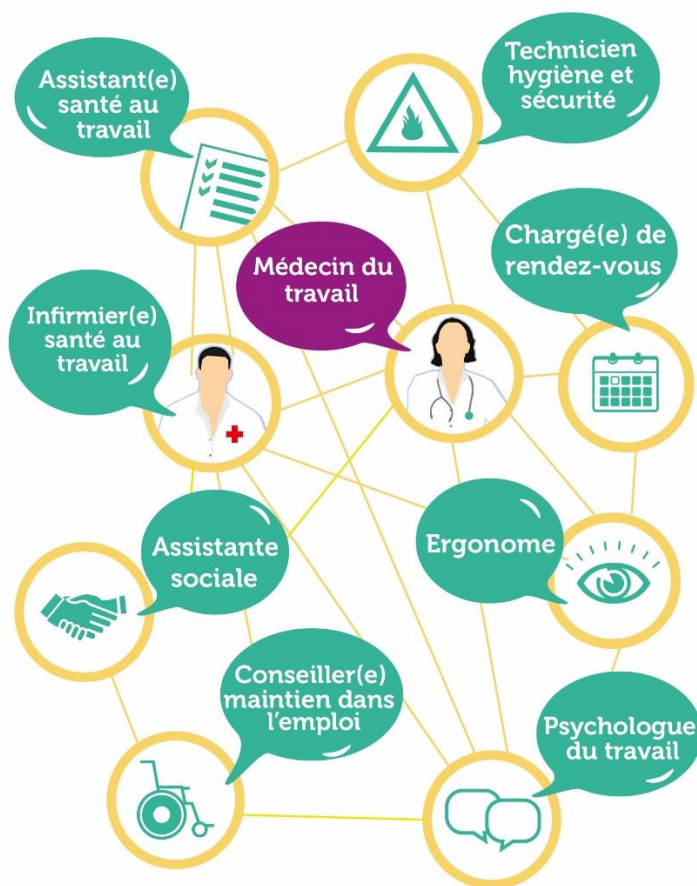 Assistant(e)
santé au
travail
Technicien
hygiène et
sécurité
Médecin du
travail
Chargé(e) de
rendez-vous
Infirmier(e)
santé au
travail
Assistante
sociale
Ergonome
Conseiller(e)
maintien dans
l'emploi
Psychologue
du travail